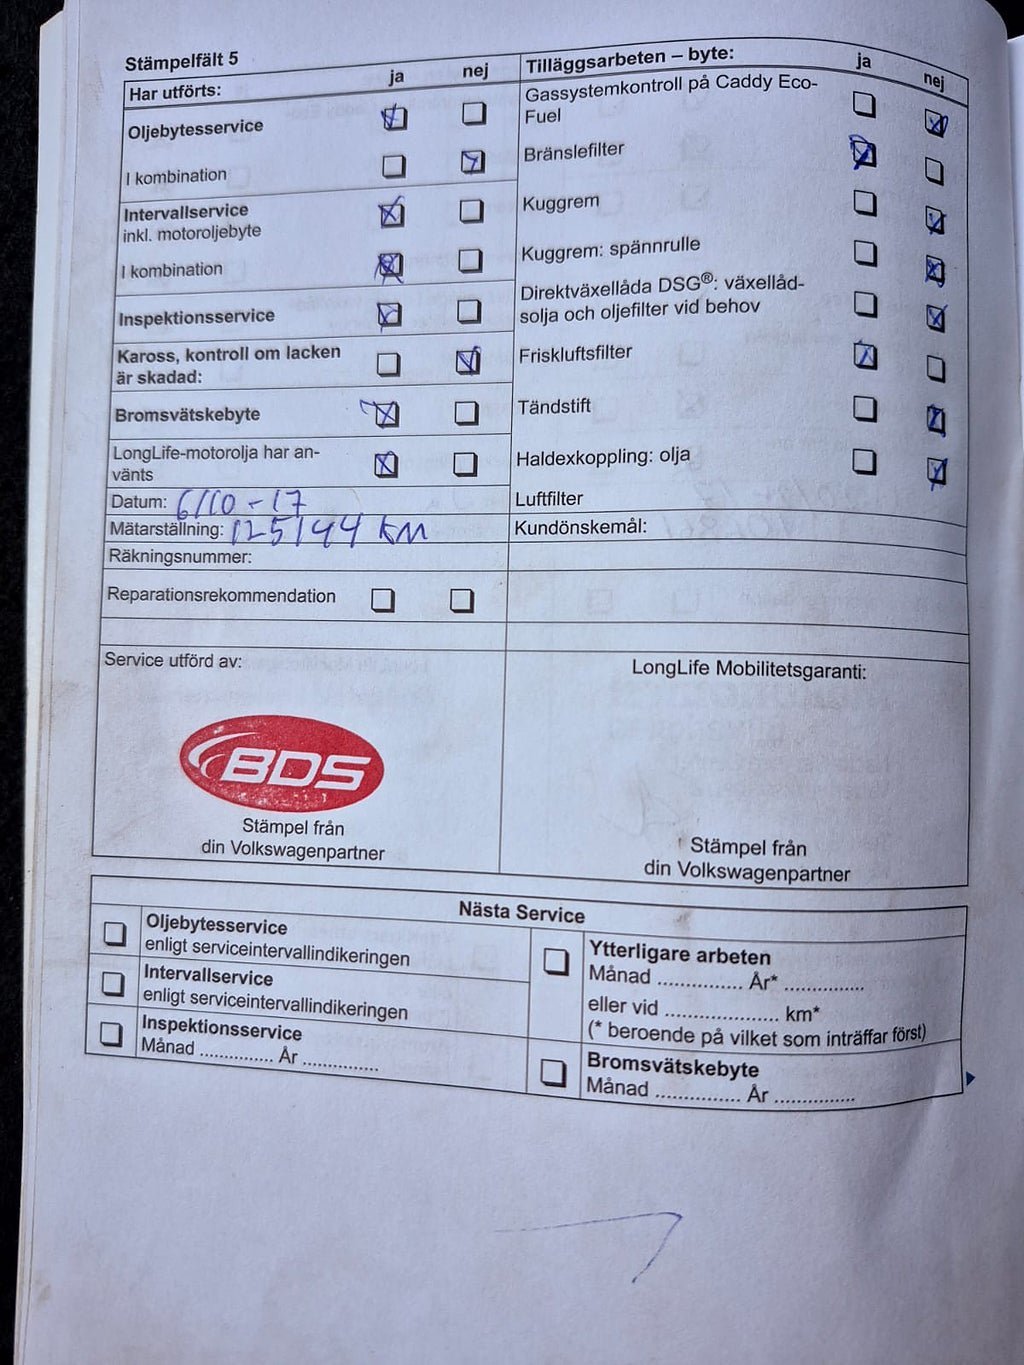 Stämpelfält 5
Har utförts: ja nej
Oljebytesservice
I kombination
Intervallservice
inkl. motoroljebyte
I kombination
Inspektionsservice
Kaross, kontroll om lacken
är skadad:
Bromsvätskebyte
LongLife-motorolja har an-
vänts
Datum: 6/10 - 17
Mätarställning: 125144 KM
Räkningsnummer:
Reparationsrekommendation
Tilläggsarbeten – byte: ja nej
Gassystemkontroll på Caddy Eco-
Fuel
Bränslefilter
Kuggrem
Kuggrem: spännrulle
Direktväxellåda DSG®: växellåd-
solja och oljefilter vid behov
Friskluftsfilter
Tändstift
Haldexkoppling: olja
Luftfilter
Kundönskemål:
Service utförd av:
BDS
Stämpel från
din Volkswagenpartner
LongLife Mobilitetsgaranti:
Stämpel från
din Volkswagenpartner
Nästa Service
Oljebytesservice
enligt serviceintervallindikeringen
Intervallservice
enligt serviceintervallindikeringen
Inspektionsservice
Månad .............. År ..............
Ytterligare arbeten
Månad ................ År* ...............
eller vid ..................... km*
(* beroende på vilket som inträffar först)
Bromsvätskebyte
Månad ................ År ...............